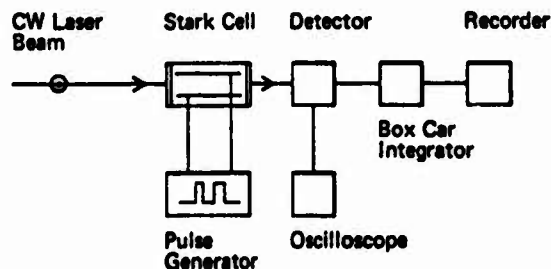 CW Laser
Beam
Stark Cell
Detector
Recorder
Box Car
Integrator
Pulse
Generator
Oscilloscope